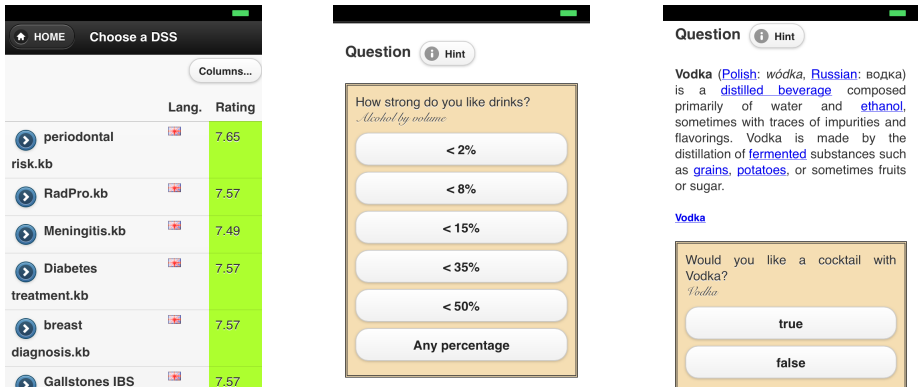 HOME
Choose a DSS
Columns...
Lang. Rating
periodontal
risk.kb
7.65
RadPro.kb 7.57
Meningitis.kb 7.49
Diabetes
treatment.kb
7.57
breast
diagnosis.kb
7.57
Gallstones IBS 7.57
Question
Hint
How strong do you like drinks?
Alcohol by volume
< 2%
< 8%
< 15%
< 35%
< 50%
Any percentage
Question
Hint
Vodka (Polish: wódka, Russian: водка)
is a distilled beverage composed
primarily of water and ethanol,
sometimes with traces of impurities and
flavorings. Vodka is made by the
distillation of fermented substances such
as grains, potatoes, or sometimes fruits
or sugar.
Vodka
Would you like a cocktail with
Vodka?
Vodka
true
false